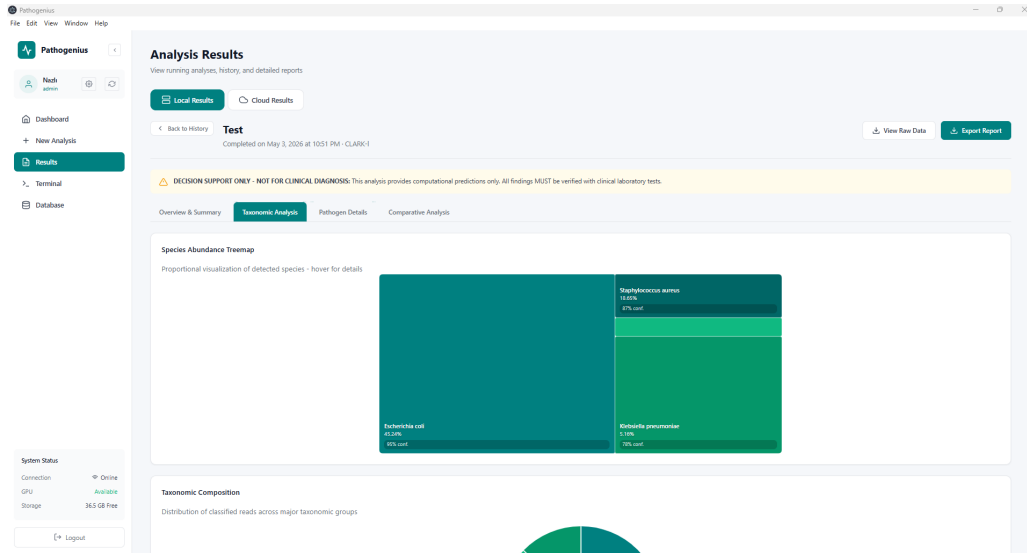 Pathogenius
File Edit View Window Help
Pathogenius
Nazlı
admin
Dashboard
New Analysis
Results
Terminal
Database
System Status
Connection Online
GPU Available
Storage 36.5 GB Free
Logout
Analysis Results
View running analyses, history, and detailed reports
Local Results Cloud Results
Back to History Test
Completed on May 3, 2026 at 10:51 PM · CLARK-l
View Raw Data Export Report
DECISION SUPPORT ONLY - NOT FOR CLINICAL DIAGNOSIS: This analysis provides computational predictions only. All findings MUST be verified with clinical laboratory tests.
Overview & Summary Taxonomic Analysis Pathogen Details Comparative Analysis
Species Abundance Treemap
Proportional visualization of detected species - hover for details
Staphylococcus aureus
18.65%
87% conf.
Escherichia coli
45.24%
95% conf.
Klebsiella pneumoniae
5.16%
78% conf.
Taxonomic Composition
Distribution of classified reads across major taxonomic groups